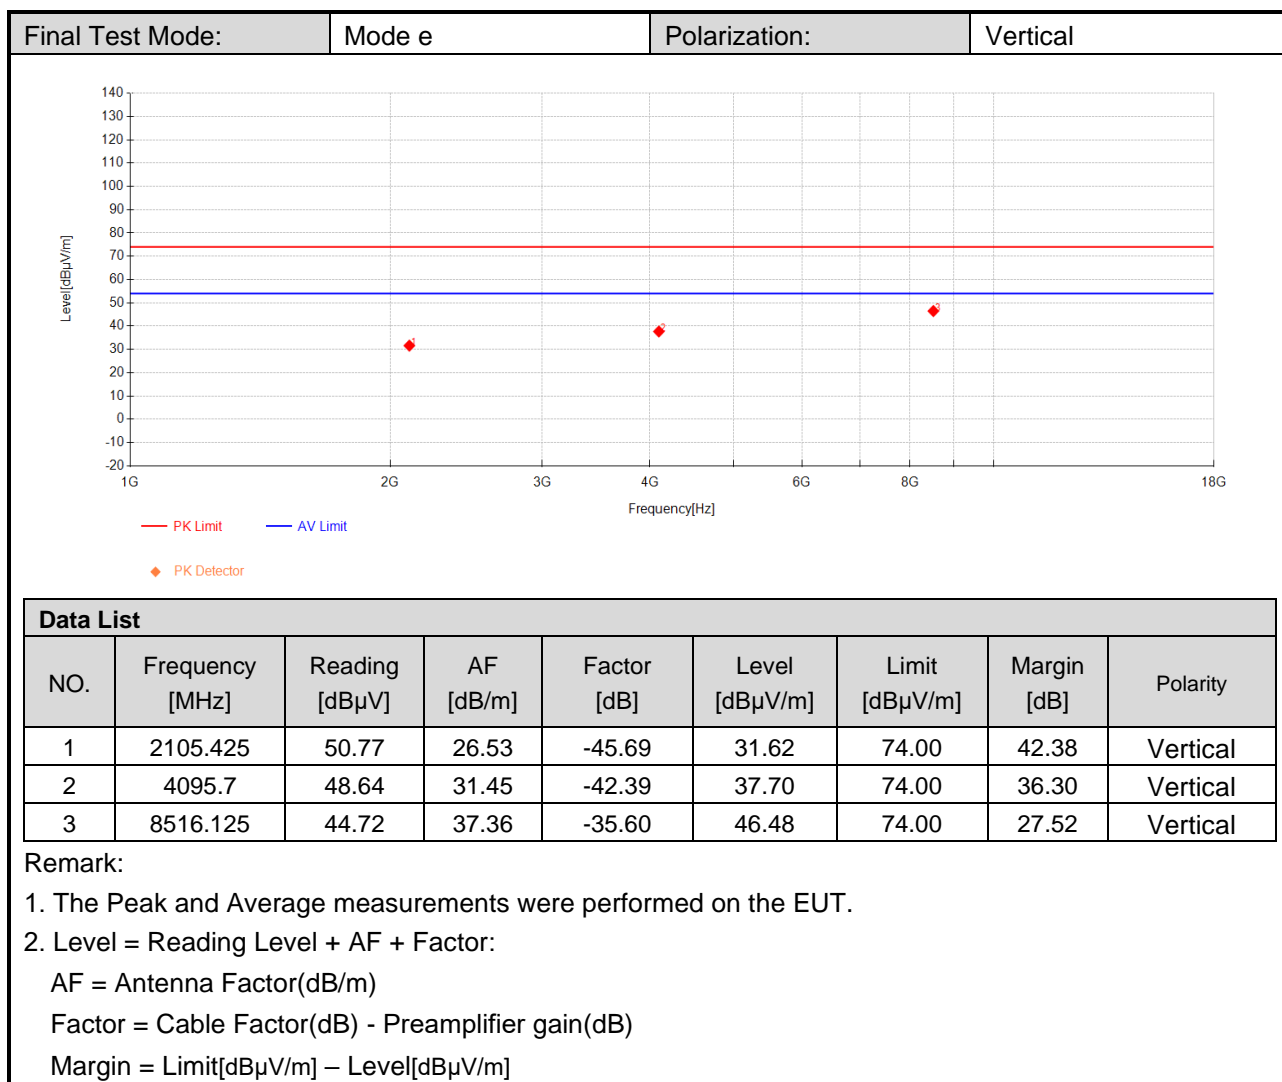 Final Test Mode: Mode e Polarization: Vertical
140
130
120
110
100
90
80
70
60
50
40
30
20
10
0
-10
-20
Level[dBµV/m]
1 2 3
1G 2G 3G 4G 6G 8G 18G
Frequency[Hz]
PK Limit AV Limit
PK Detector
Data List
NO. Frequency [MHz] Reading [dBµV] AF [dB/m] Factor [dB] Level [dBµV/m] Limit [dBµV/m] Margin [dB] Polarity
1 2105.425 50.77 26.53 -45.69 31.62 74.00 42.38 Vertical
2 4095.7 48.64 31.45 -42.39 37.70 74.00 36.30 Vertical
3 8516.125 44.72 37.36 -35.60 46.48 74.00 27.52 Vertical
Remark:
1. The Peak and Average measurements were performed on the EUT.
2. Level = Reading Level + AF + Factor:
AF = Antenna Factor(dB/m)
Factor = Cable Factor(dB) - Preamplifier gain(dB)
Margin = Limit[dBµV/m] – Level[dBµV/m]